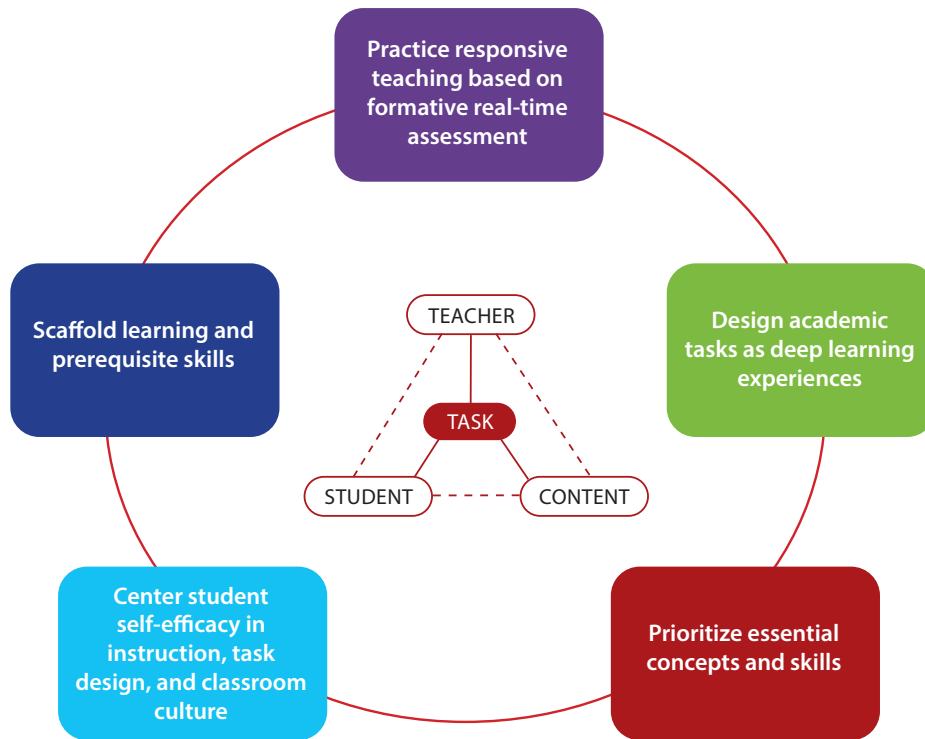 Practice responsive
teaching based on
formative real-time
assessment
Scaffold learning and
prerequisite skills
Design academic
tasks as deep learning
experiences
TEACHER
TASK
STUDENT
CONTENT
Center student
self-efficacy in
instruction, task
design, and classroom
culture
Prioritize essential
concepts and skills